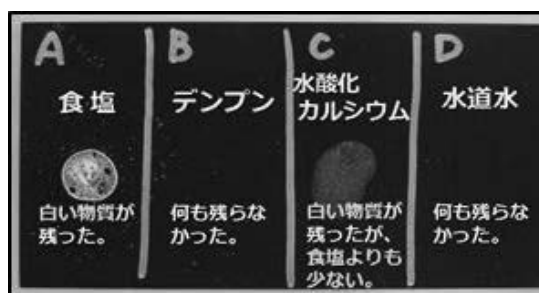 A
食塩
白い物質が
残った。
B
デンプン
何も残らな
かった。
C
水酸化
カルシウム
白い物質が
残ったが、
食塩よりも
少ない。
D
水道水
何も残らな
かった。